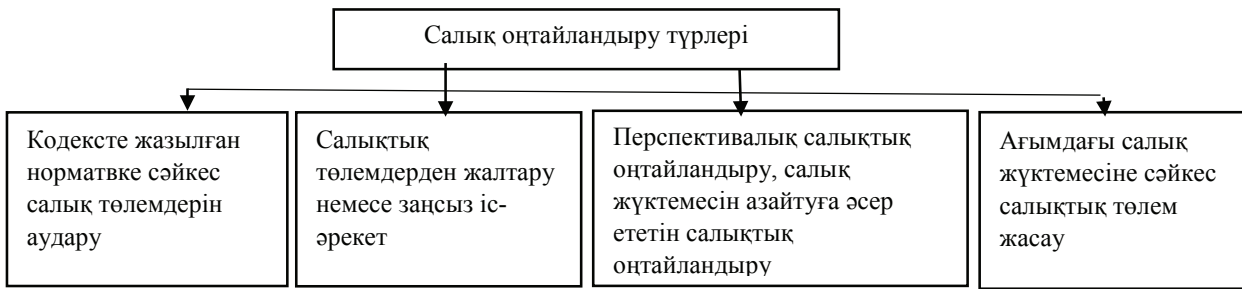 Салық оңтайландыру түрлері
Кодексте жазылған
норматвке сәйкес
салық төлемдерін
аудару
Салықтық
төлемдерден жалтару
немесе заңсыз іс-
әрекет
Перспективалық салықтық
оңтайландыру, салық
жүктемесін азайтуға әсер
ететін салықтық
оңтайландыру
Ағымдағы салық
жүктемесіне сәйкес
салықтық төлем
жасау